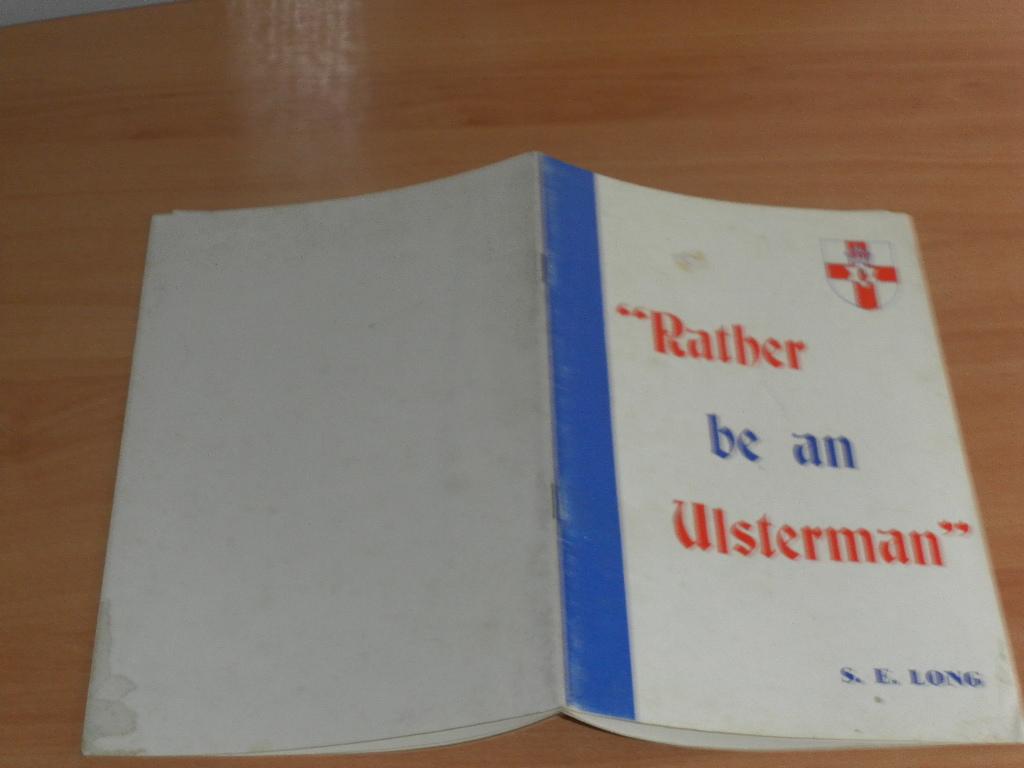 “Rather
be an
Ulsterman”
S. E. LONG